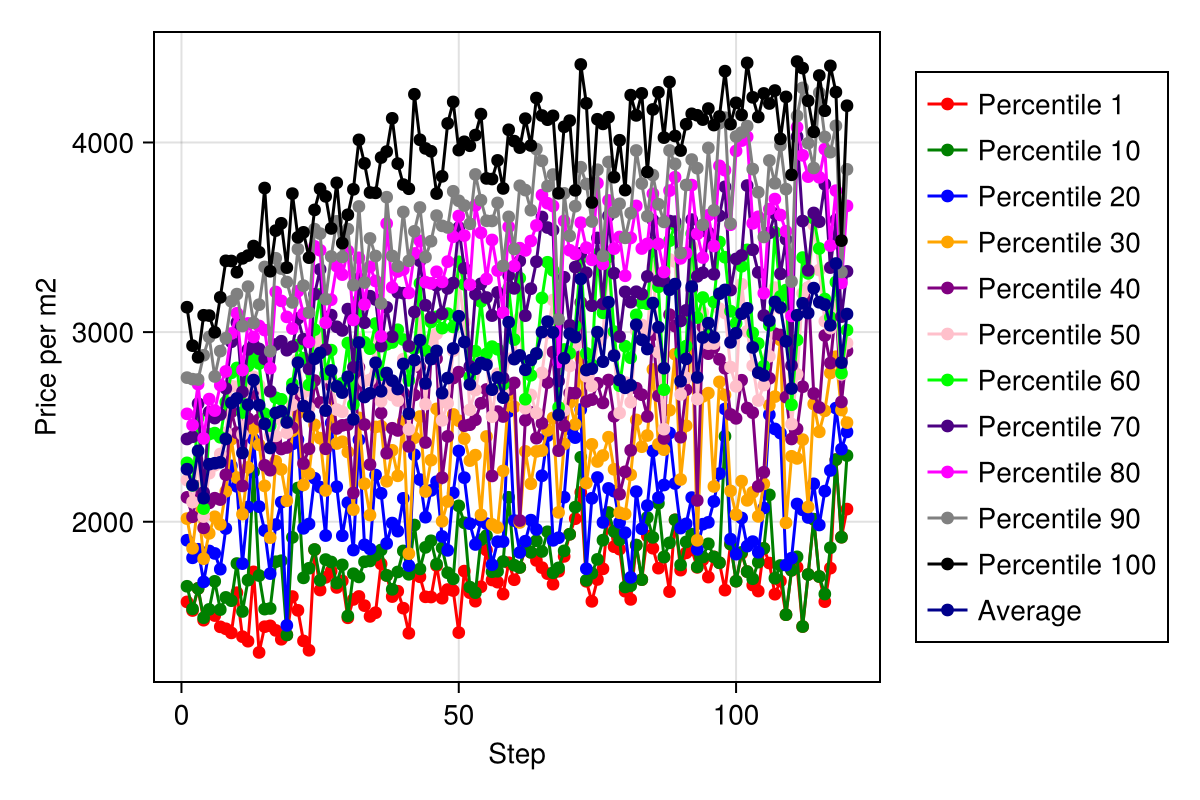 4000
3000
2000
Price per m2
0
50
100
Step
Percentile 1
Percentile 10
Percentile 20
Percentile 30
Percentile 40
Percentile 50
Percentile 60
Percentile 70
Percentile 80
Percentile 90
Percentile 100
Average